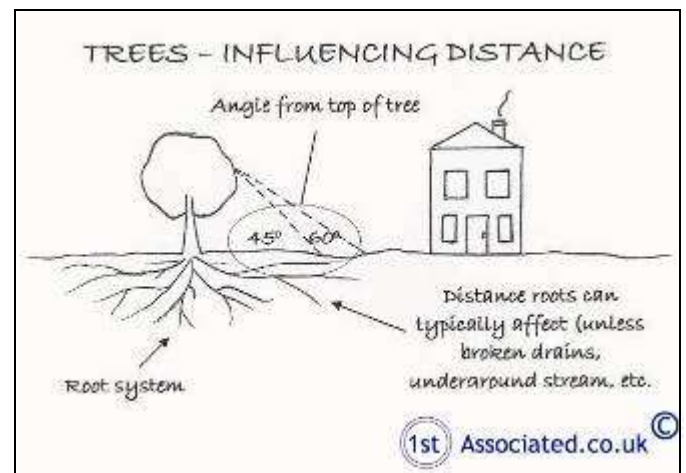 TREES - INFLUENCING DISTANCE
Angle from top of tree
45° 60°
Distance roots can
typically affect (unless
broken drains,
underaround stream, etc.
Root system
1st Associated.co.uk ©